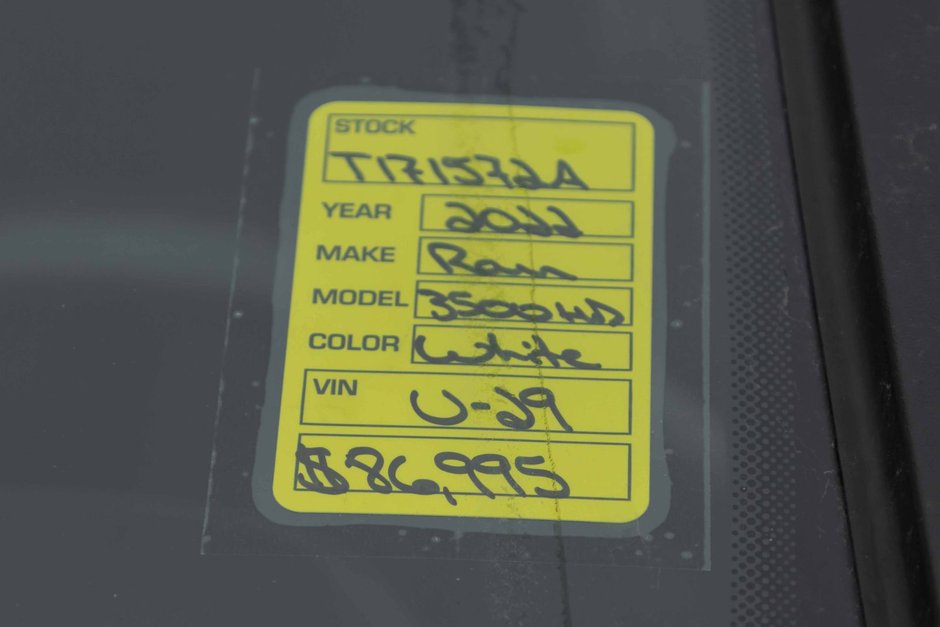 STOCK
T171572A
YEAR 2022
MAKE Ram
MODEL 3500HD
COLOR White
VIN U-29
$86,995